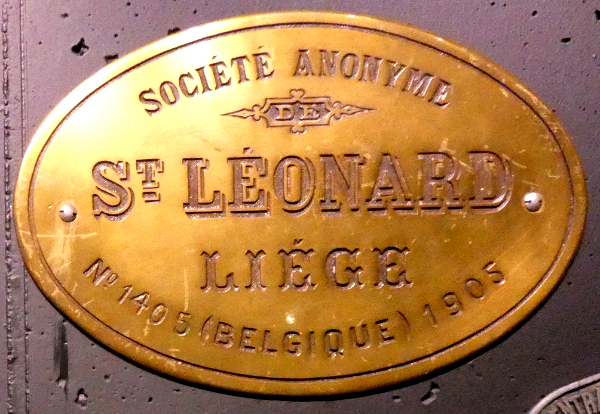 SOCIÉTÉ ANONYME
DE
ST LÉONARD
LIÉGE
No 1405 (BELGIQUE) 1905